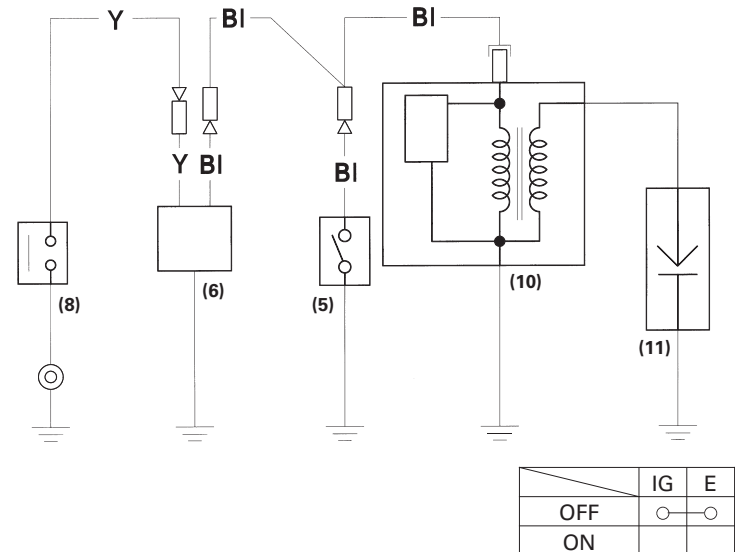 Y
Bl
Bl
Y Bl
Bl
(8)
(6)
(5)
(10)
(11)
IG E
OFF
ON